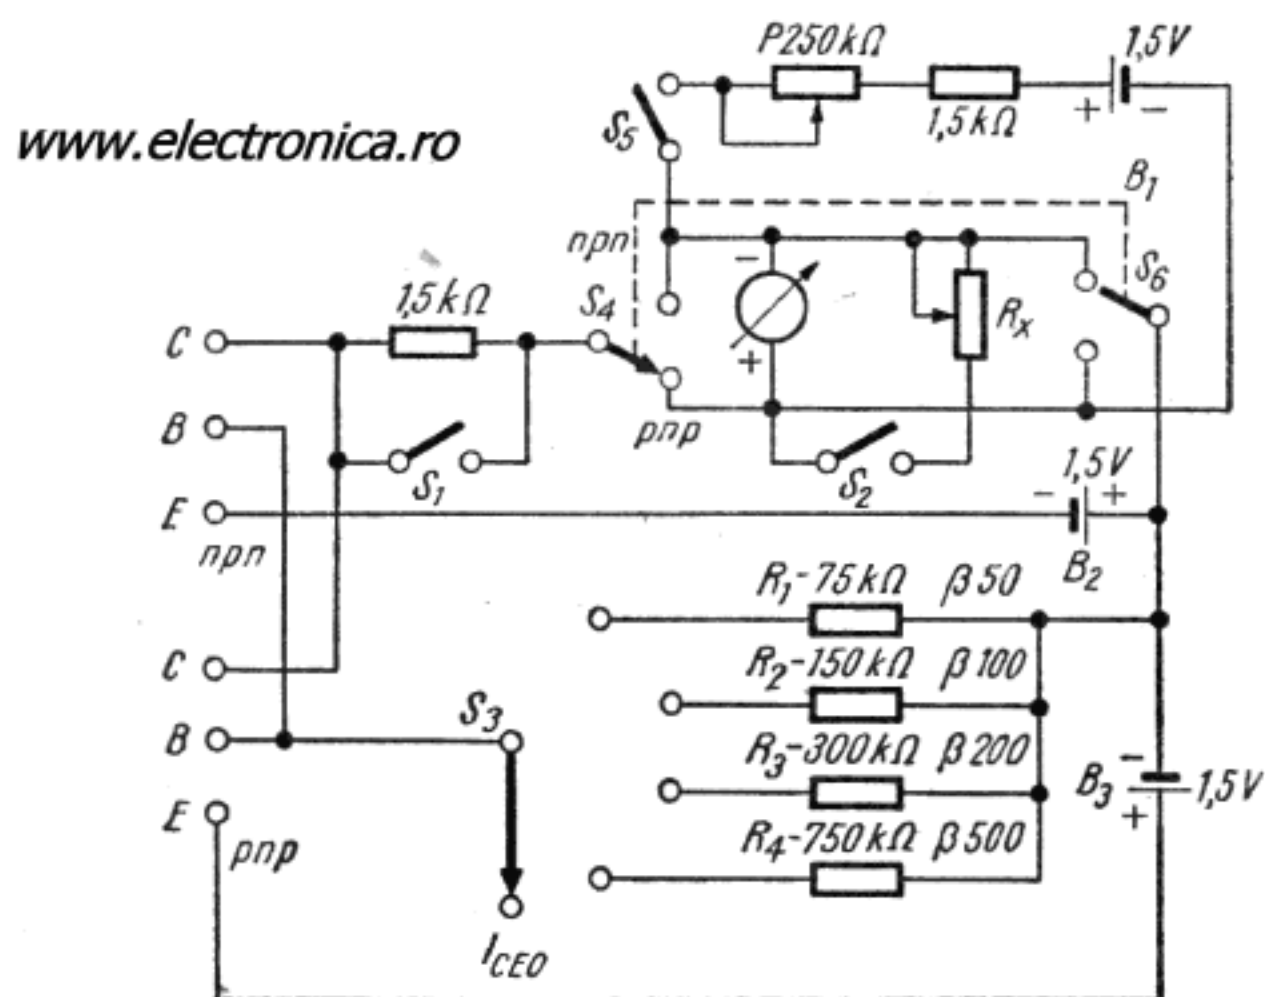 P250kΩ
1,5V
www.electronica.ro
S5
+ -
1,5kΩ
B1
npn
-
S6
1,5kΩ
S4
Rx
C
+
pnp
B
S1
S2
1,5V
- +
E
npn
B2
R1-75kΩ β50
R2-150kΩ β100
C
S3
B
R3-300kΩ β200
-
B3
1,5V
+
E
pnp
R4-750kΩ β500
ICEO